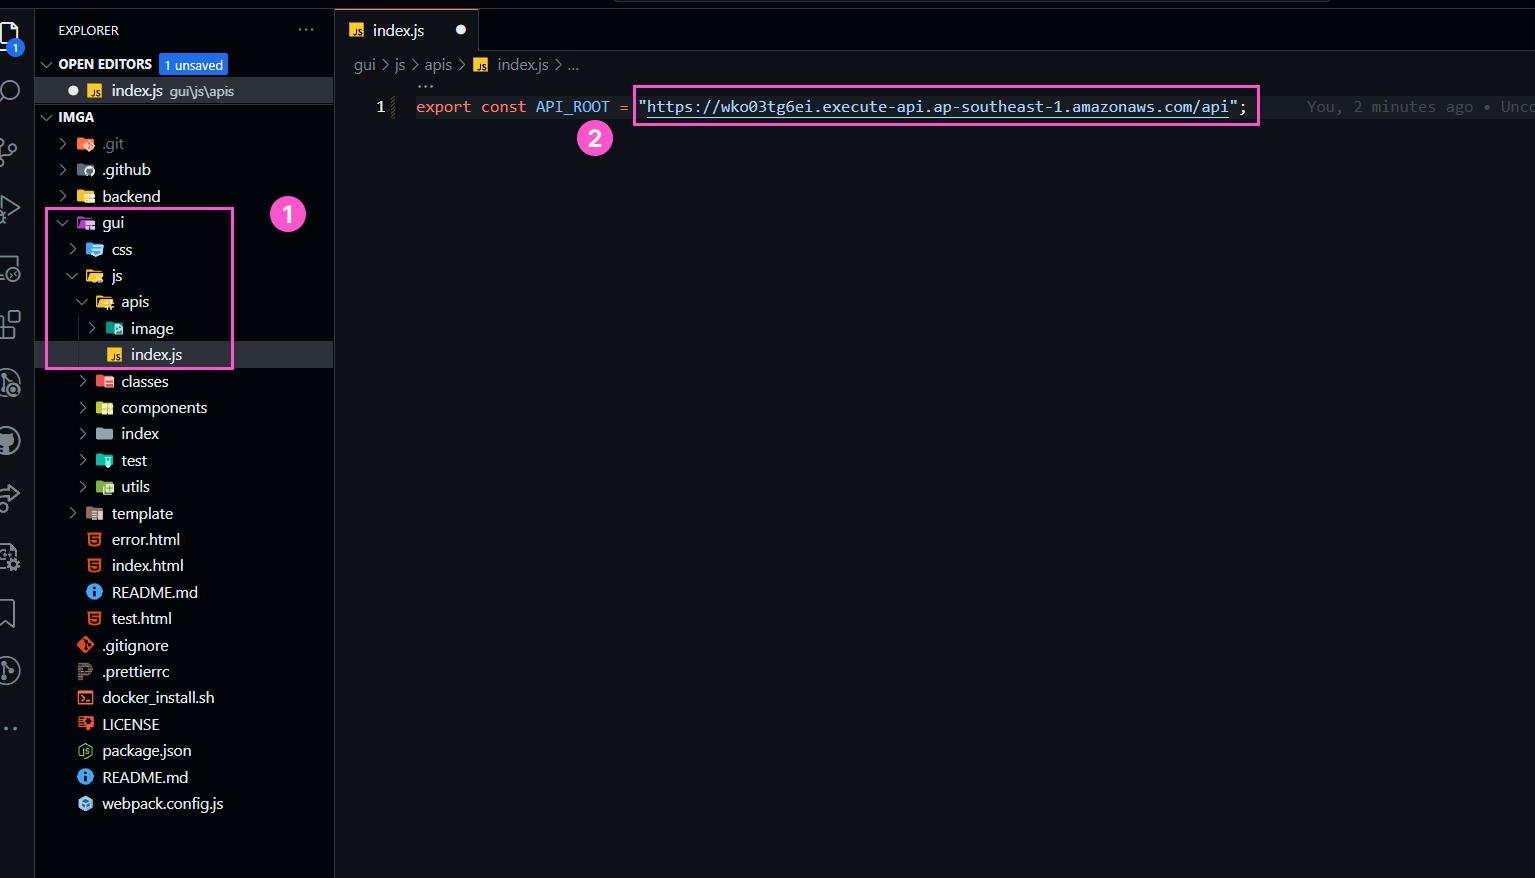 EXPLORER
OPEN EDITORS 1 unsaved
index.js gui\js\apis
IMGA
.git
.github
backend
gui
css
js
apis
image
index.js
classes
components
index
test
utils
template
error.html
index.html
README.md
test.html
.gitignore
.prettierrc
docker_install.sh
LICENSE
package.json
README.md
webpack.config.js
1
1
index.js
gui > js > apis > index.js > ...
1 export const API_ROOT = "https://wko03tg6ei.execute-api.ap-southeast-1.amazonaws.com/api"; You, 2 minutes ago • Unco
2